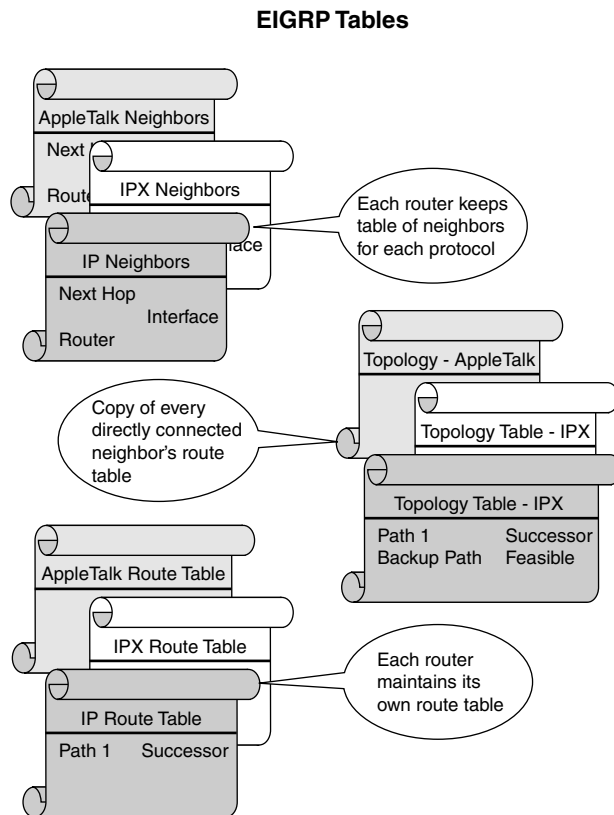 EIGRP Tables
AppleTalk Neighbors
Next
Route
IPX Neighbors
IP Neighbors
Next Hop
Interface
Router
Each router keeps
table of neighbors
for each protocol
Topology - AppleTalk
Topology Table - IPX
Topology Table - IPX
Path 1 Successor
Backup Path Feasible
Copy of every
directly connected
neighbor's route
table
AppleTalk Route Table
IPX Route Table
IP Route Table
Path 1 Successor
Each router
maintains its
own route table